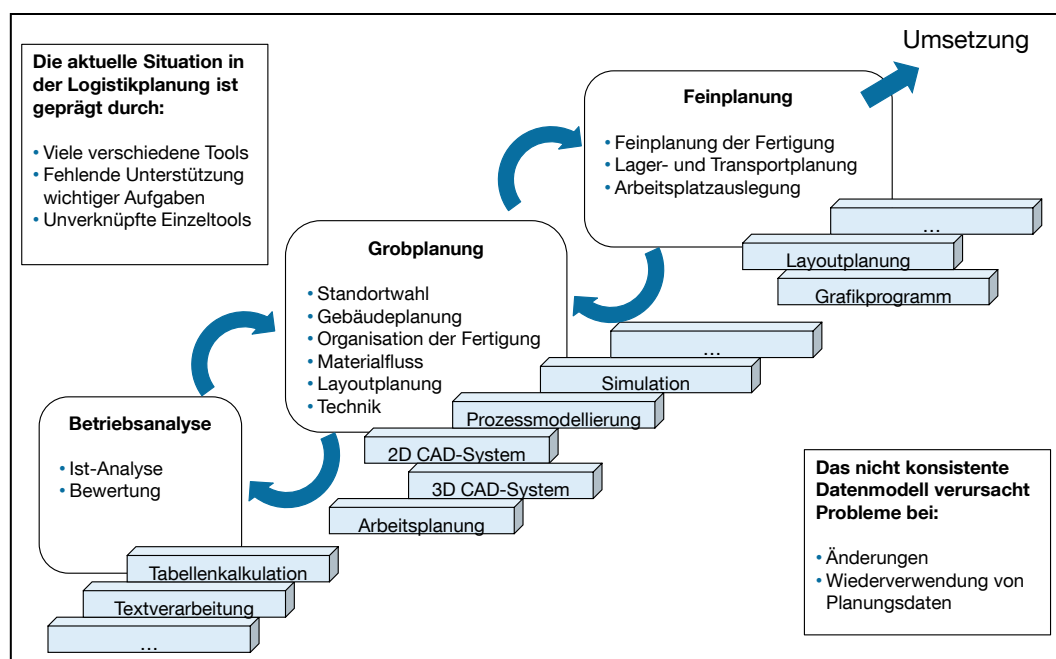 Die aktuelle Situation in
der Logistikplanung ist
geprägt durch:
• Viele verschiedene Tools
• Fehlende Unterstützung
wichtiger Aufgaben
• Unverknüpfte Einzeltools
Umsetzung
Feinplanung
• Feinplanung der Fertigung
• Lager- und Transportplanung
• Arbeitsplatzauslegung
...
Layoutplanung
Grafikprogramm
Grobplanung
• Standortwahl
• Gebäudeplanung
• Organisation der Fertigung
• Materialfluss
• Layoutplanung
• Technik
...
Simulation
Prozessmodellierung
2D CAD-System
3D CAD-System
Arbeitsplanung
Betriebsanalyse
• Ist-Analyse
• Bewertung
Tabellenkalkulation
Textverarbeitung
...
Das nicht konsistente
Datenmodell verursacht
Probleme bei:
• Änderungen
• Wiederverwendung von
Planungsdaten